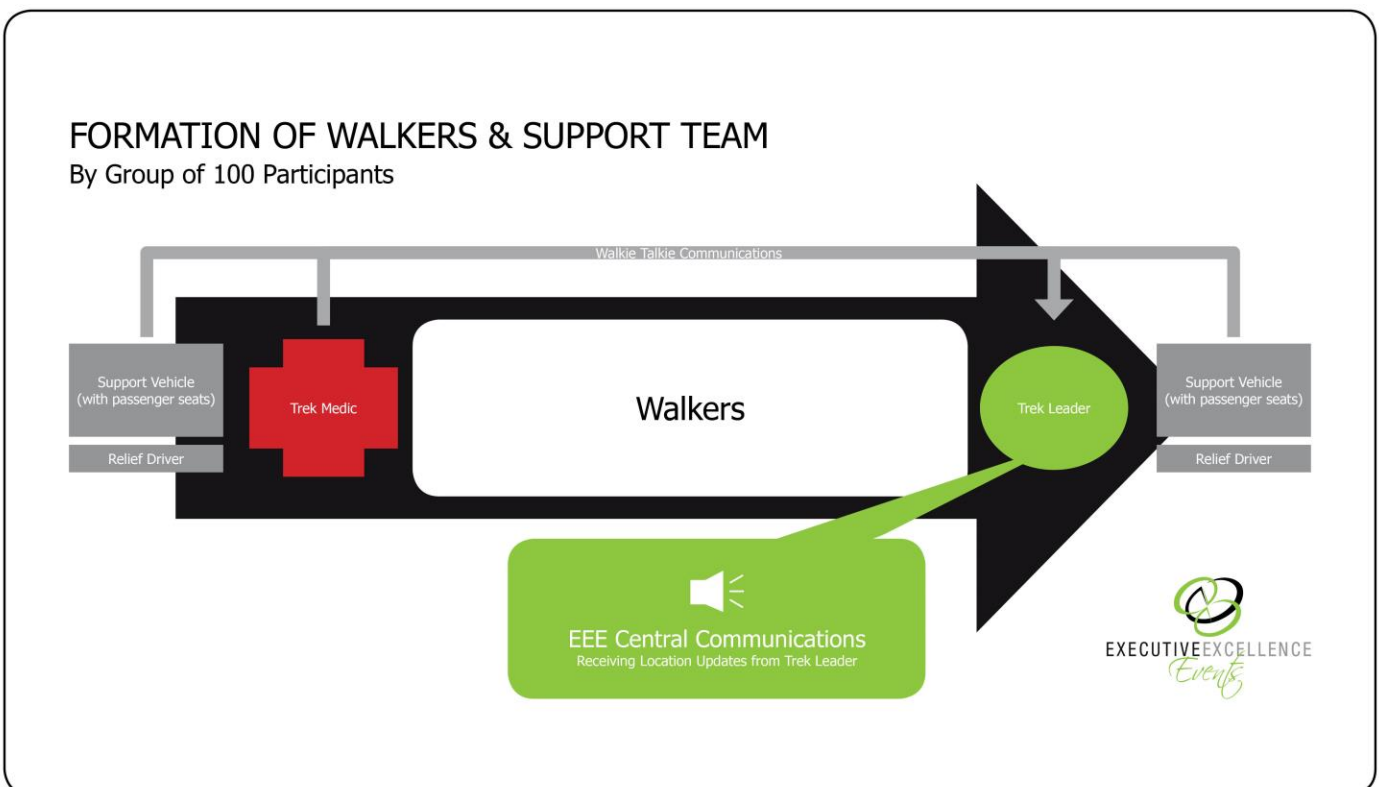 FORMATION OF WALKERS & SUPPORT TEAM
By Group of 100 Participants
Walkie Talkie Communications
Support Vehicle
(with passenger seats)
Relief Driver
Trek Medic
Walkers
Trek Leader
Support Vehicle
(with passenger seats)
Relief Driver
EEE Central Communications
Receiving Location Updates from Trek Leader
EXECUTIVEEXCELLENCE
Events